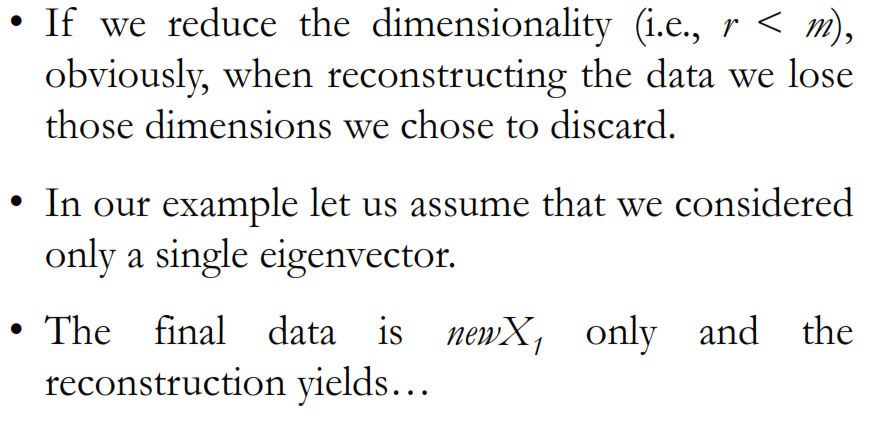 • If we reduce the dimensionality (i.e., r < m),
obviously, when reconstructing the data we lose
those dimensions we chose to discard.
• In our example let us assume that we considered
only a single eigenvector.
• The final data is newX₁ only and the
reconstruction yields…